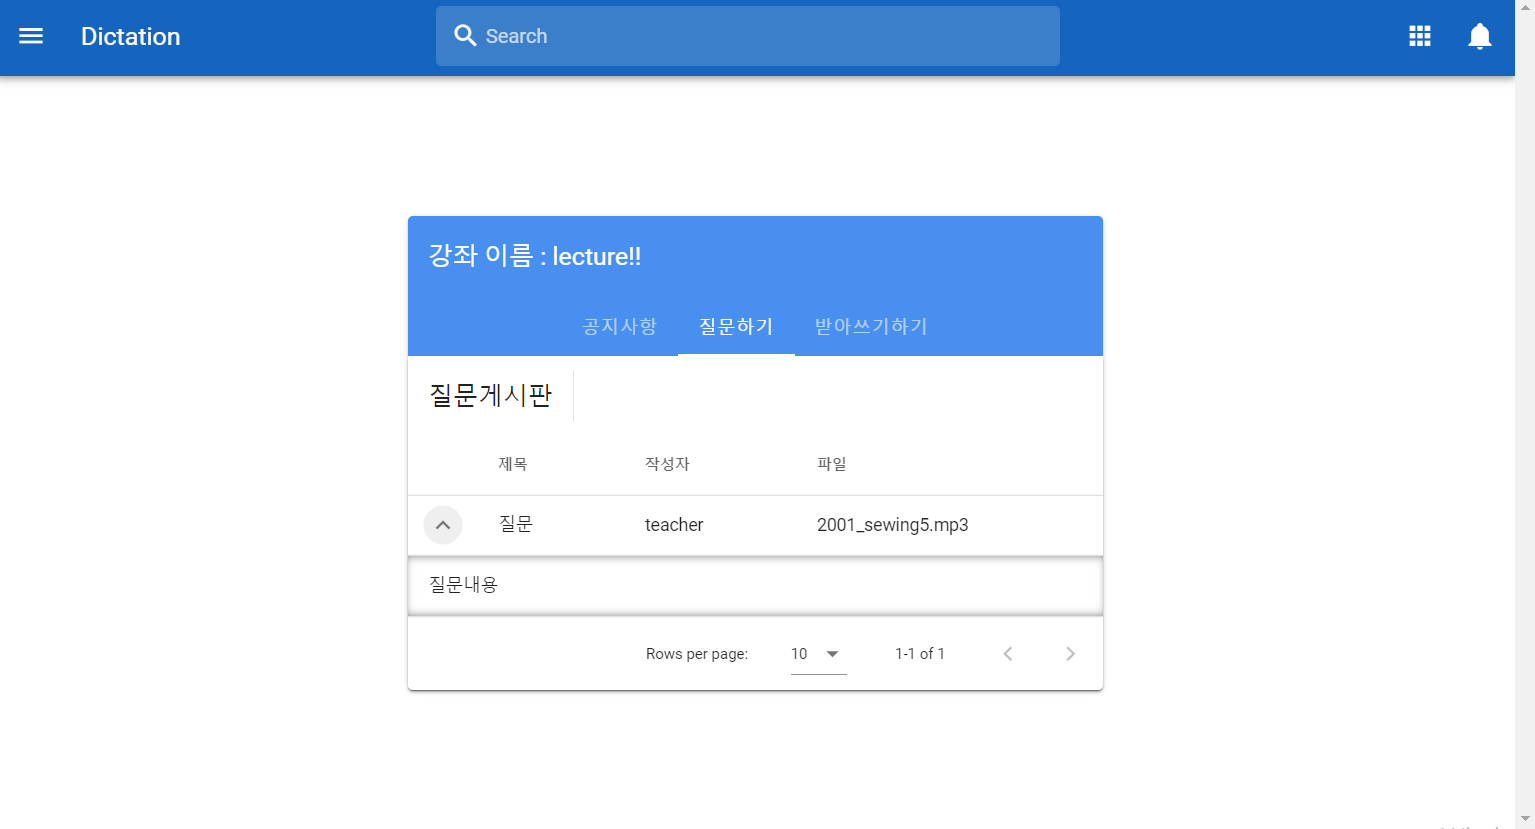 Dictation
Search
강좌 이름 : lecture!!
공지사항 질문하기 받아쓰기하기
질문게시판
제목 작성자 파일
질문 teacher 2001_sewing5.mp3
질문내용
Rows per page: 10 1-1 of 1